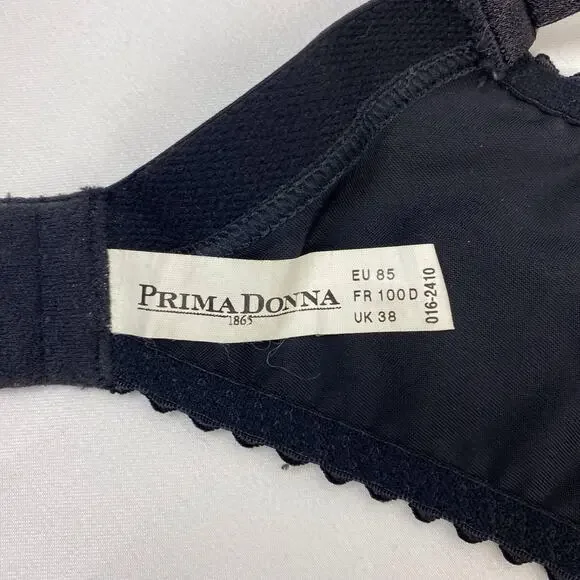 PRIMADONNA
1865
EU 85
FR 100 D
UK 38
016-2410